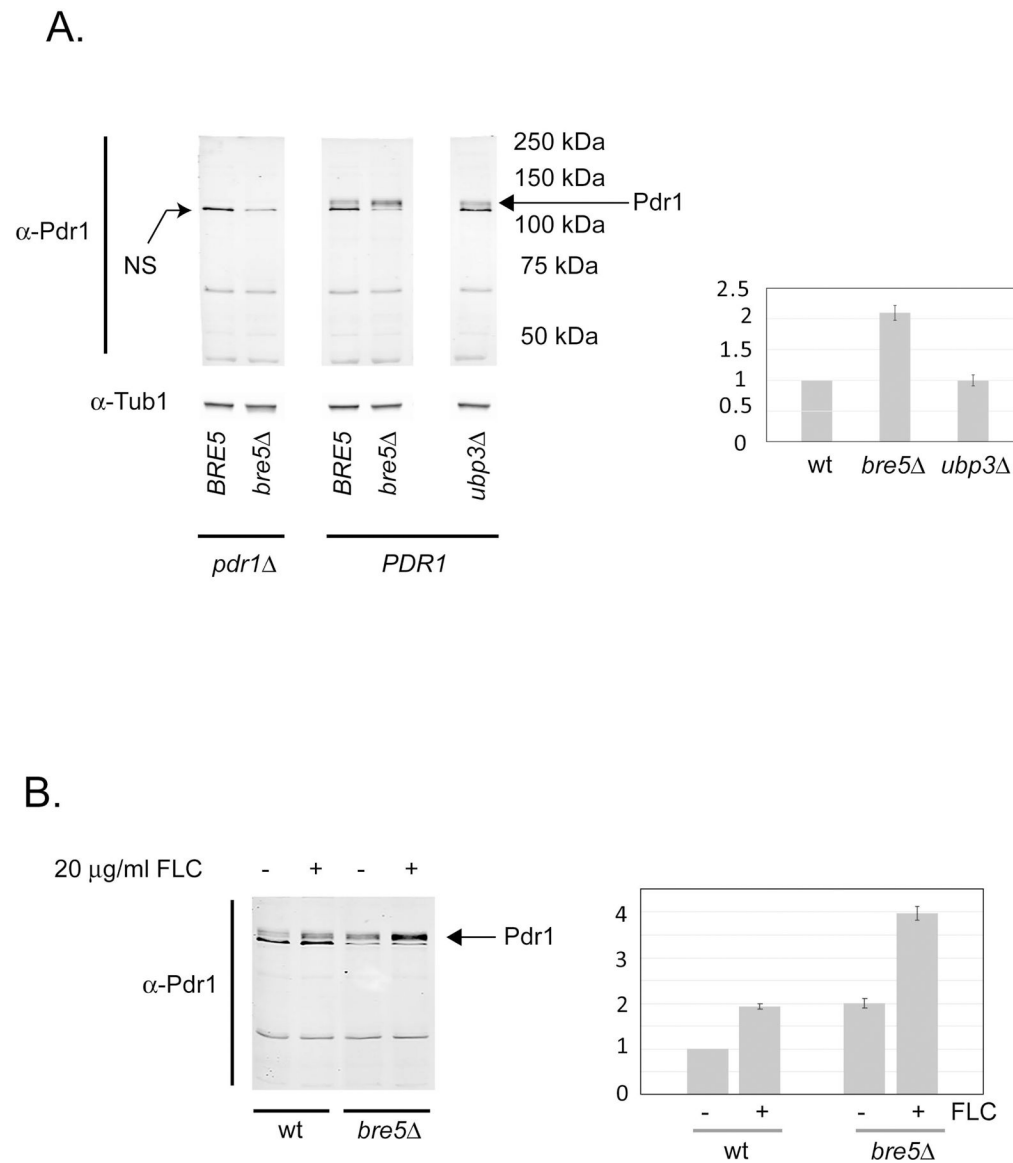 A.
250 kDa
150 kDa
Pdr1
100 kDa
α-Pdr1
NS
75 kDa
50 kDa
α-Tub1
BRE5
bre5Δ
BRE5
bre5Δ
ubp3Δ
pdr1Δ
PDR1
2.5
2
1.5
1
0.5
0
wt bre5Δ ubp3Δ
B.
20 μg/ml FLC - + - +
Pdr1
α-Pdr1
wt bre5Δ
4
3
2
1
0
- + - + FLC
wt bre5Δ